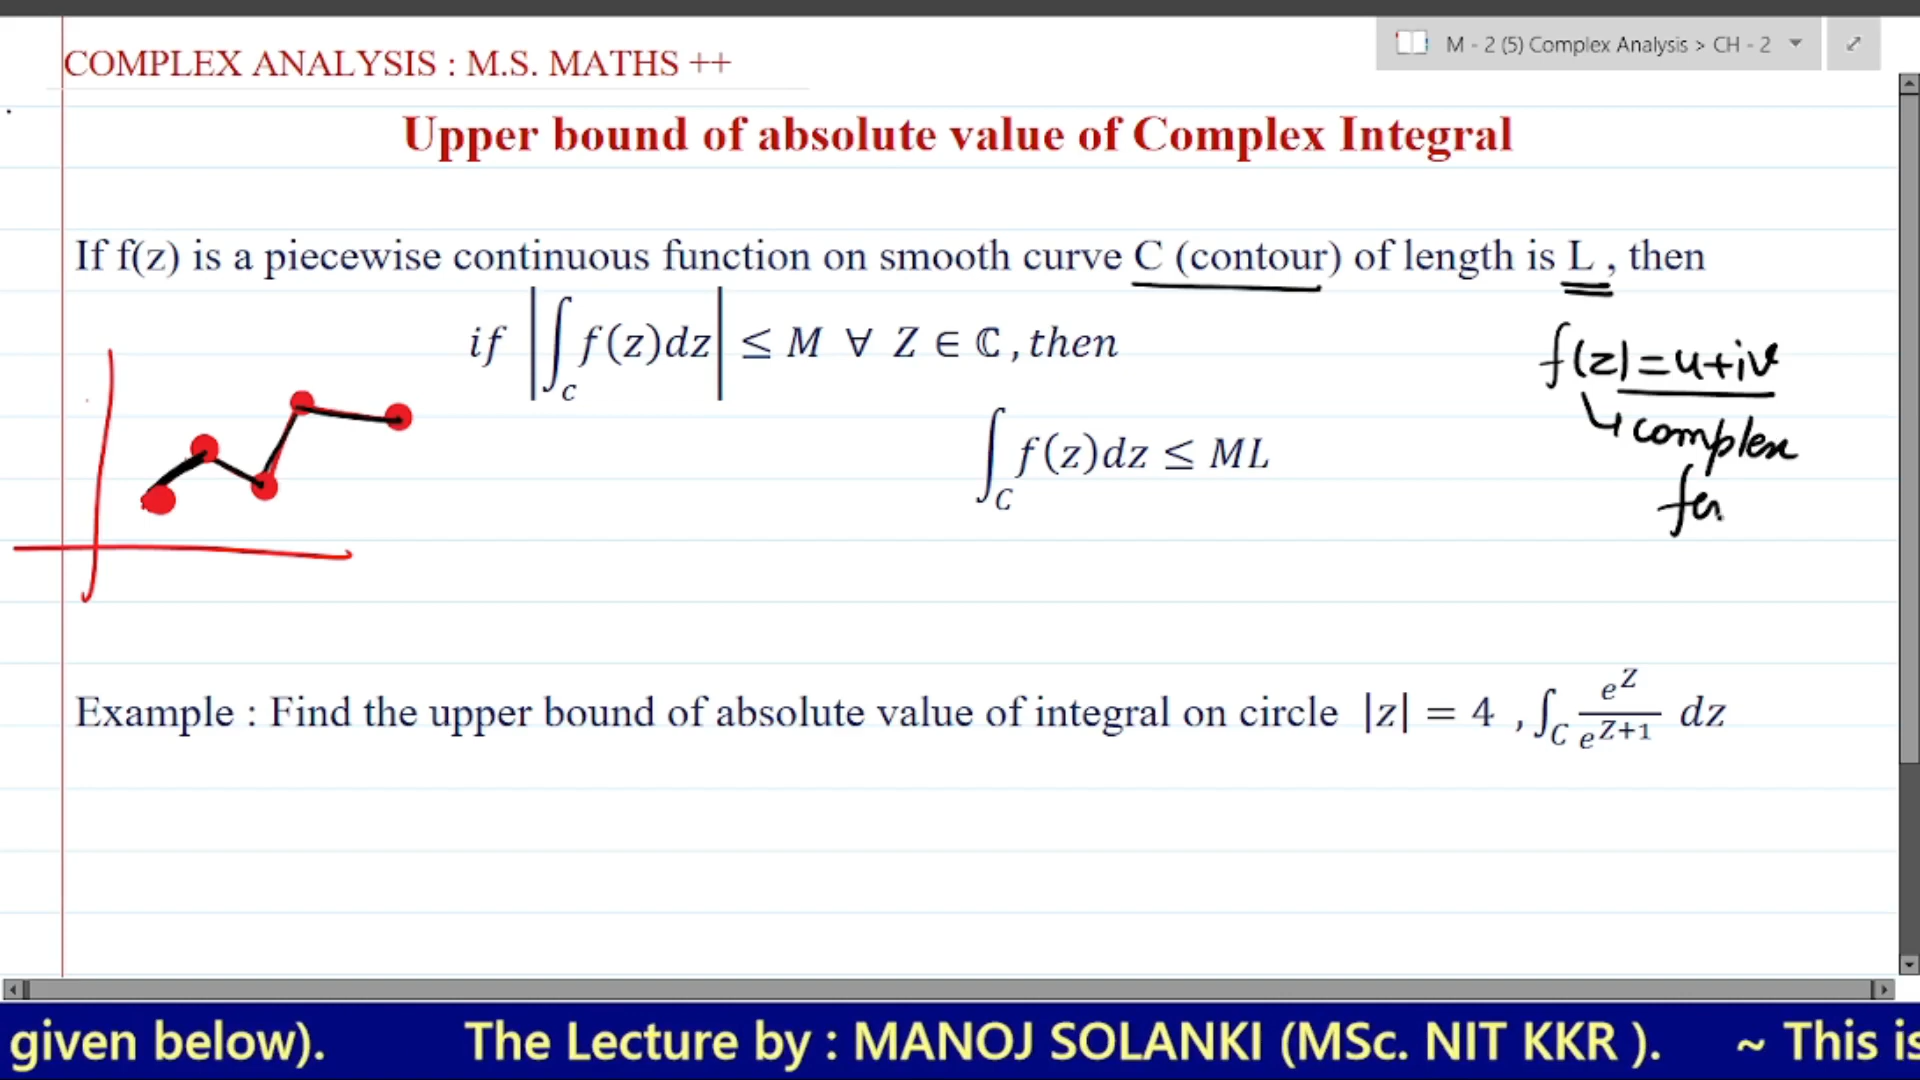 M - 2 (5) Complex Analysis > CH - 2
COMPLEX ANALYSIS : M.S. MATHS ++
Upper bound of absolute value of Complex Integral
If f(z) is a piecewise continuous function on smooth curve C (contour) of length is L , then
if |∫_c f(z)dz| ≤ M ∀ Z ∈ ℂ , then
f(z) = u+iv
↳ complex
fn
∫_C f(z)dz ≤ ML
Example : Find the upper bound of absolute value of integral on circle |z| = 4 , ∫_C e^Z/e^{Z+1} dz
given below). The Lecture by : MANOJ SOLANKI (MSc. NIT KKR ). ~ This is